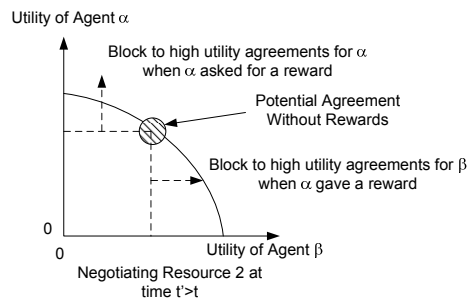 Utility of Agent α
Block to high utility agreements for α
when α asked for a reward
Potential Agreement
Without Rewards
Block to high utility agreements for β
when α gave a reward
0
0
Utility of Agent β
Negotiating Resource 2 at
time t'>t